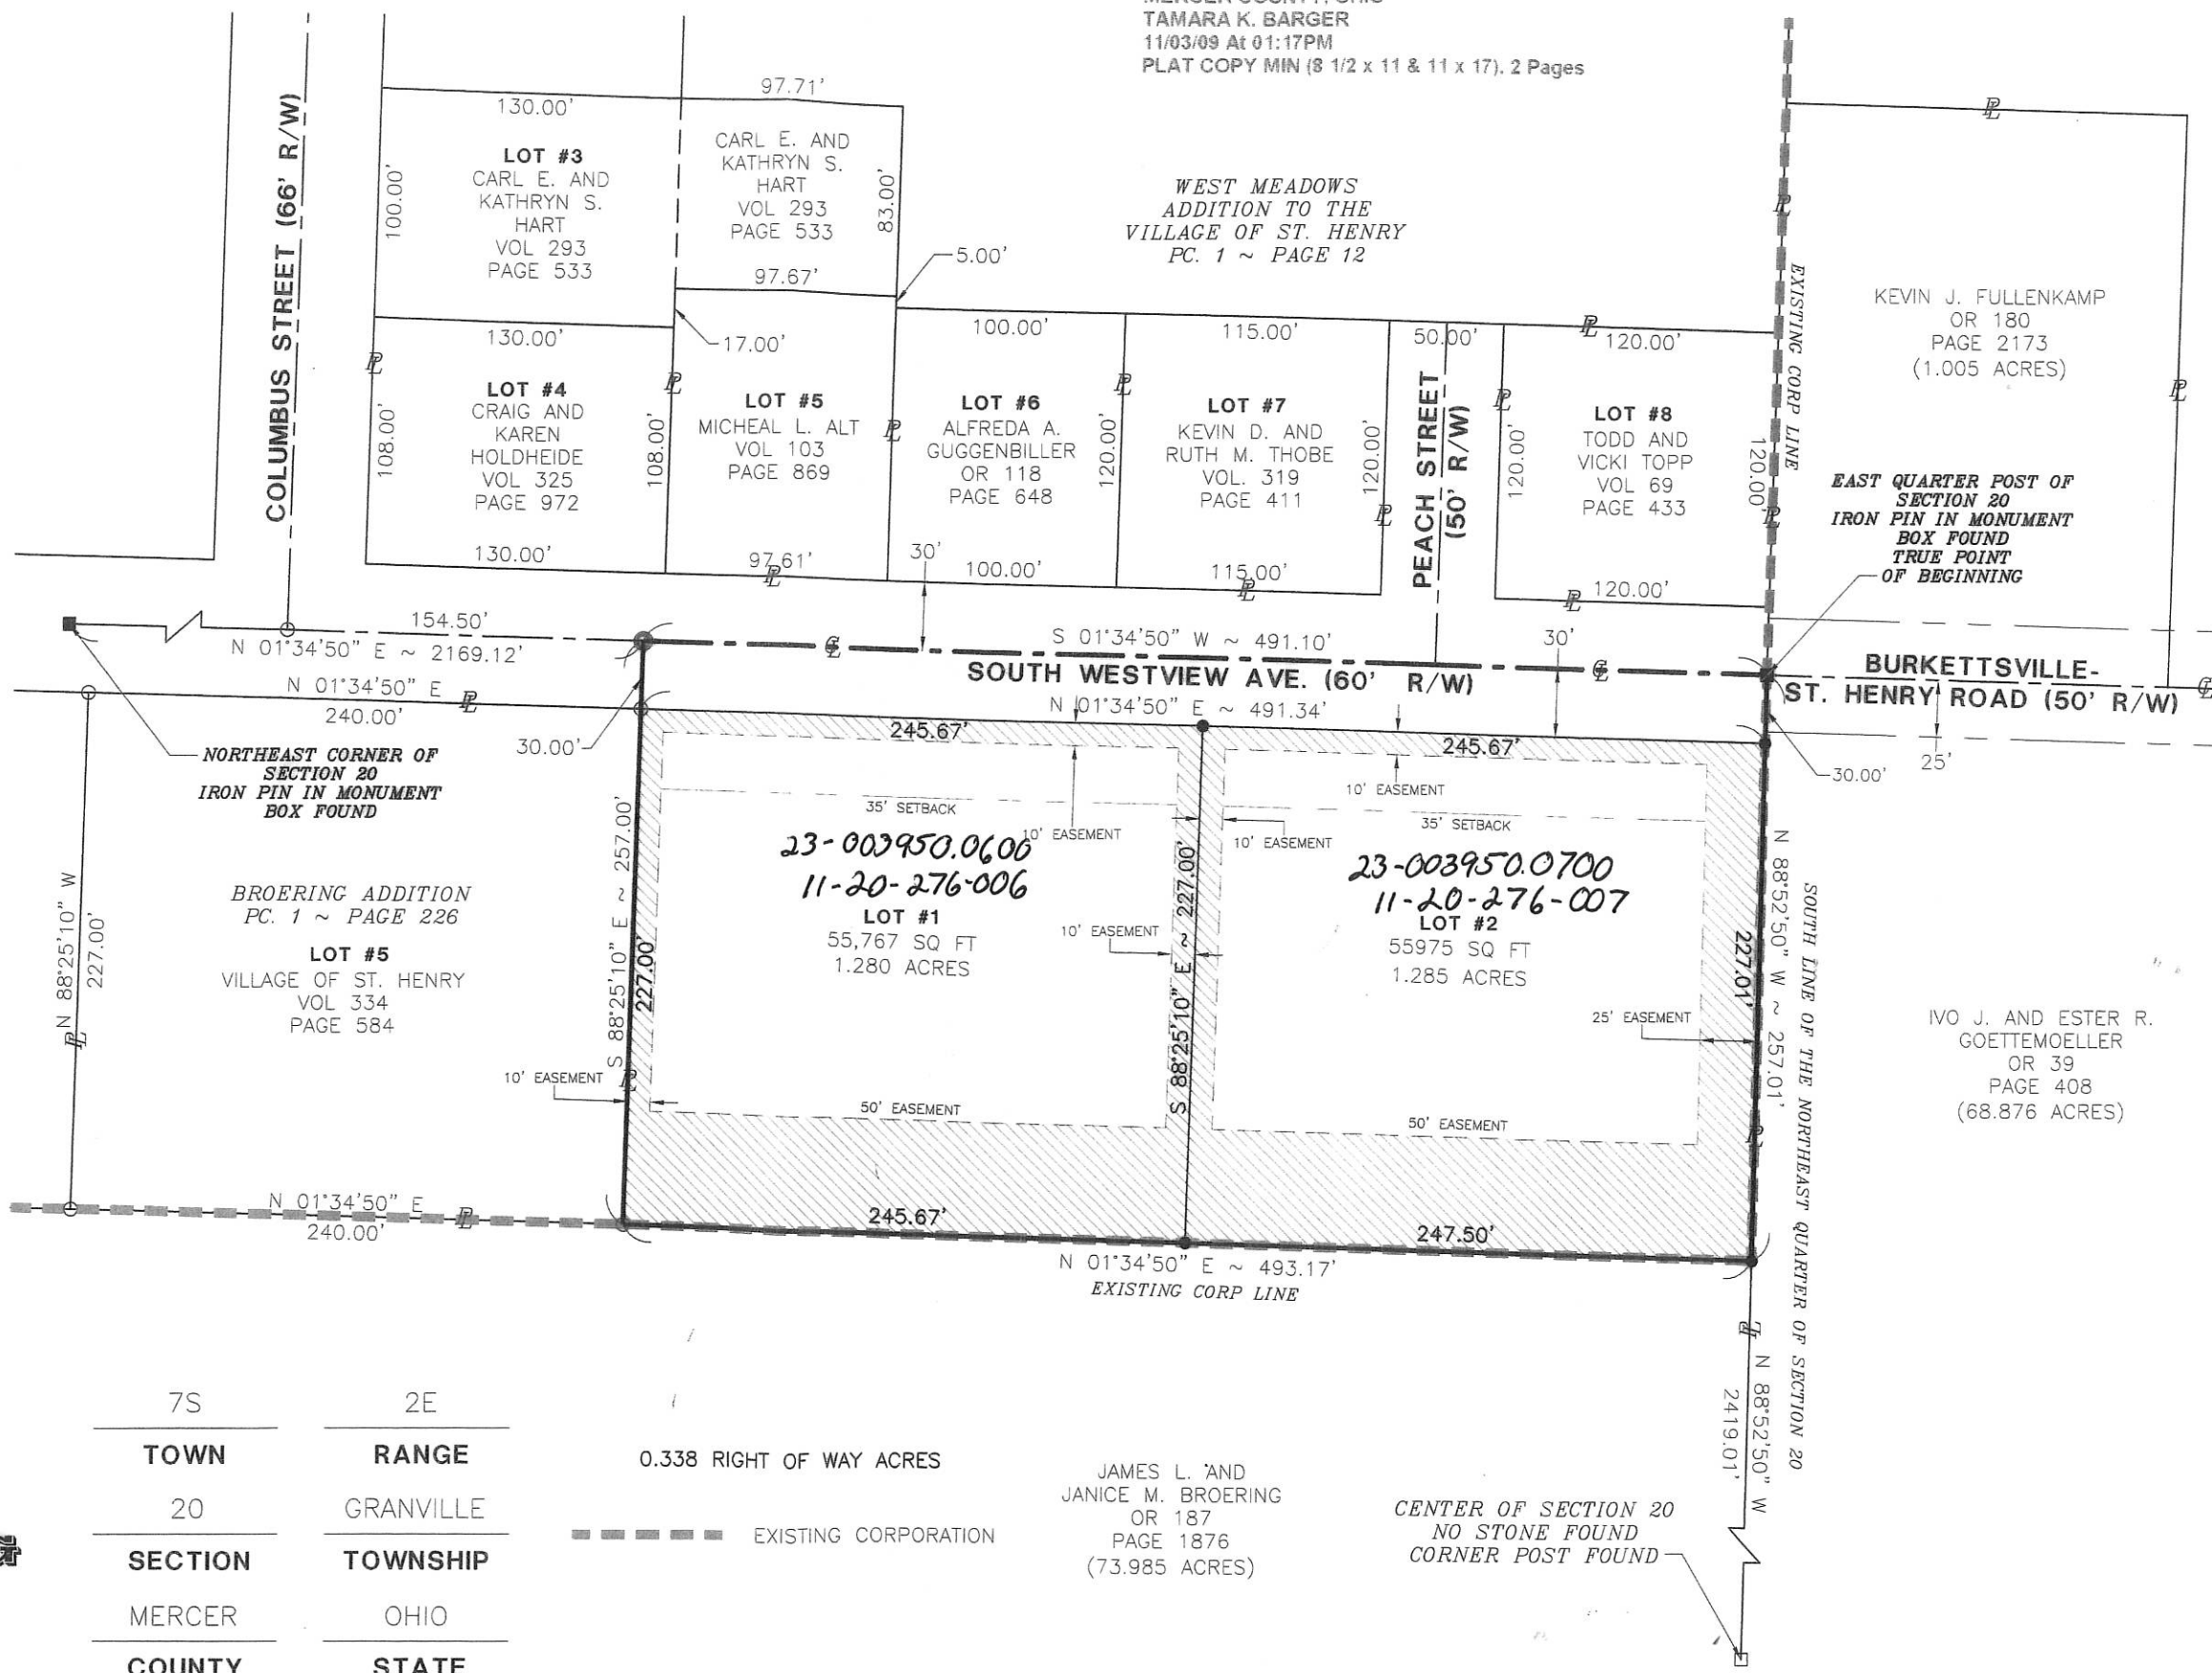 MERCER COUNTY, OHIO
TAMARA K. BARGER
11/03/09 At 01:17PM
PLAT COPY MIN (8 1/2 x 11 & 11 x 17). 2 Pages
COLUMBUS STREET (66' R/W)
130.00'
97.71'
100.00'
LOT #3
CARL E. AND
KATHRYN S.
HART
VOL 293
PAGE 533
CARL E. AND
KATHRYN S.
HART
VOL 293
PAGE 533
83.00'
97.67'
5.00'
17.00'
WEST MEADOWS
ADDITION TO THE
VILLAGE OF ST. HENRY
PC. 1 ~ PAGE 12
EXISTING CORP LINE
KEVIN J. FULLENKAMP
OR 180
PAGE 2173
(1.005 ACRES)
130.00'
108.00'
LOT #4
CRAIG AND
KAREN
HOLDHEIDE
VOL 325
PAGE 972
108.00'
130.00'
LOT #5
MICHEAL L. ALT
VOL 103
PAGE 869
97.61'
100.00'
LOT #6
ALFREDA A.
GUGGENBILLER
OR 118
PAGE 648
120.00'
100.00'
115.00'
LOT #7
KEVIN D. AND
RUTH M. THOBE
VOL. 319
PAGE 411
120.00'
115.00'
50.00'
PEACH STREET
(50' R/W)
120.00'
120.00'
LOT #8
TODD AND
VICKI TOPP
VOL 69
PAGE 433
120.00'
120.00'
EAST QUARTER POST OF
SECTION 20
IRON PIN IN MONUMENT
BOX FOUND
TRUE POINT
OF BEGINNING
30'
154.50'
N 01°34'50" E ~ 2169.12'
S 01°34'50" W ~ 491.10'
30'
SOUTH WESTVIEW AVE. (60' R/W)
BURKETTSVILLE-
ST. HENRY ROAD (50' R/W)
N 01°34'50" E
240.00'
N 01°34'50" E ~ 491.34'
30.00'
30.00'
25'
NORTHEAST CORNER OF
SECTION 20
IRON PIN IN MONUMENT
BOX FOUND
245.67'
245.67'
10' EASEMENT
35' SETBACK
35' SETBACK
10' EASEMENT
10' EASEMENT
23-003950.0600
11-20-276-006
LOT #1
55,767 SQ FT
1.280 ACRES
23-003950.0700
11-20-276-007
LOT #2
55975 SQ FT
1.285 ACRES
10' EASEMENT
25' EASEMENT
10' EASEMENT
50' EASEMENT
50' EASEMENT
S 88°25'10" E ~ 257.00'
227.00'
S 88°25'10" E ~ 227.00'
227.01'
N 88°52'50" W ~ 257.01'
SOUTH LINE OF THE NORTHEAST QUARTER OF SECTION 20
N 88°25'10" W
227.00'
BROERING ADDITION
PC. 1 ~ PAGE 226
LOT #5
VILLAGE OF ST. HENRY
VOL 334
PAGE 584
IVO J. AND ESTER R.
GOETTEMOELLER
OR 39
PAGE 408
(68.876 ACRES)
N 01°34'50" E
240.00'
245.67'
247.50'
N 01°34'50" E ~ 493.17'
EXISTING CORP LINE
N 88°52'50" W
2419.01'
7S
TOWN
2E
RANGE
20
SECTION
GRANVILLE
TOWNSHIP
MERCER
COUNTY
OHIO
STATE
0.338 RIGHT OF WAY ACRES
EXISTING CORPORATION
JAMES L. AND
JANICE M. BROERING
OR 187
PAGE 1876
(73.985 ACRES)
CENTER OF SECTION 20
NO STONE FOUND
CORNER POST FOUND